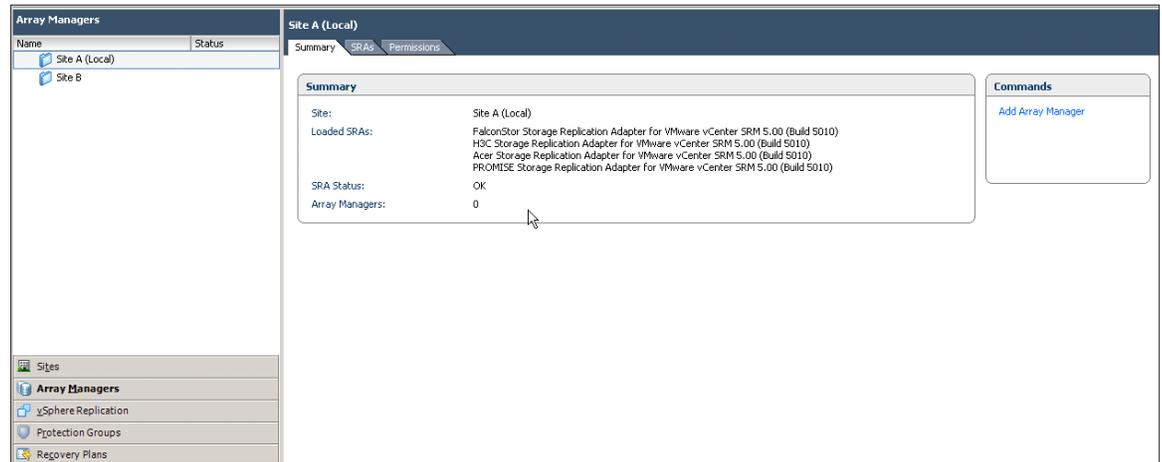 Array Managers
Name Status
Site A (Local)
Site B
Sites
Array Managers
vSphere Replication
Protection Groups
Recovery Plans
Site A (Local)
Summary SRAs Permissions
Summary
Site: Site A (Local)
Loaded SRAs: FalconStor Storage Replication Adapter for VMware vCenter SRM 5.00 (Build 5010)
H3C Storage Replication Adapter for VMware vCenter SRM 5.00 (Build 5010)
Acer Storage Replication Adapter for VMware vCenter SRM 5.00 (Build 5010)
PROMISE Storage Replication Adapter for VMware vCenter SRM 5.00 (Build 5010)
SRA Status: OK
Array Managers: 0
Commands
Add Array Manager